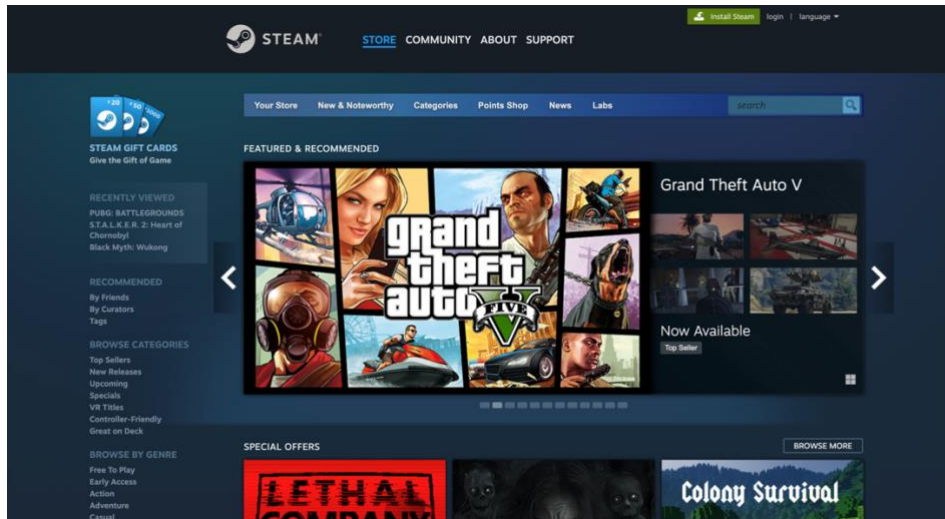 Install Steam login | language
STEAM®
STORE COMMUNITY ABOUT SUPPORT
Your Store New & Noteworthy Categories Points Shop News Labs
search
STEAM GIFT CARDS
Give the Gift of Game
RECENTLY VIEWED
PUBG: BATTLEGROUNDS
S.T.A.L.K.E.R. 2: Heart of
Chornobyl
Black Myth: Wukong
RECOMMENDED
By Friends
By Curators
Tags
BROWSE CATEGORIES
Top Sellers
New Releases
Upcoming
Specials
VR Titles
Controller-Friendly
Great on Deck
BROWSE BY GENRE
Free To Play
Early Access
Action
Adventure
Casual
FEATURED & RECOMMENDED
grand
theft
auto V
FIVE
Grand Theft Auto V
Now Available
Top Seller
SPECIAL OFFERS
BROWSE MORE
LETHAL
COMPANY
Colony Survival